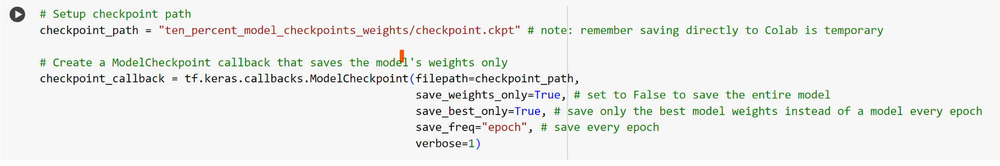 # Setup checkpoint path
checkpoint_path = "ten_percent_model_checkpoints_weights/checkpoint.ckpt" # note: remember saving directly to Colab is temporary
# Create a ModelCheckpoint callback that saves the model's weights only
checkpoint_callback = tf.keras.callbacks.ModelCheckpoint(filepath=checkpoint_path,
save_weights_only=True, # set to False to save the entire model
save_best_only=True, # save only the best model weights instead of a model every epoch
save_freq="epoch", # save every epoch
verbose=1)